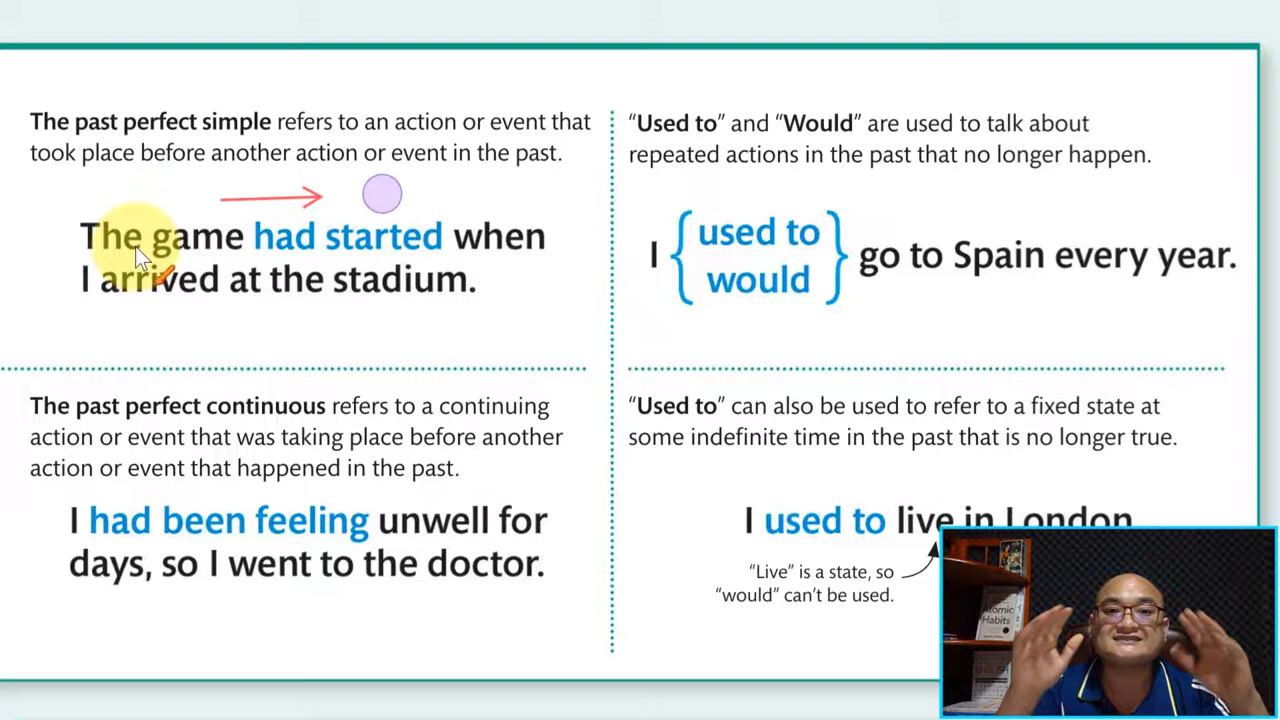 The past perfect simple refers to an action or event that
took place before another action or event in the past.
The game had started when
I arrived at the stadium.
The past perfect continuous refers to a continuing
action or event that was taking place before another
action or event that happened in the past.
I had been feeling unwell for
days, so I went to the doctor.
“Used to” and “Would” are used to talk about
repeated actions in the past that no longer happen.
I { used to
would } go to Spain every year.
“Used to” can also be used to refer to a fixed state at
some indefinite time in the past that is no longer true.
I used to live in London
“Live” is a state, so
“would” can’t be used.
Atomic
Habits